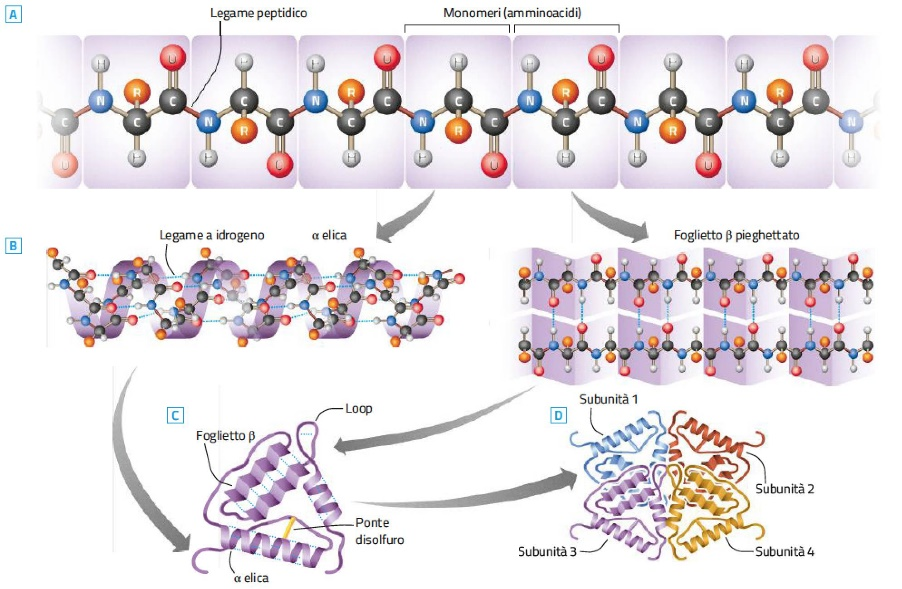 A
Legame peptidico
Monomeri (amminoacidi)
H H H H H H H H
O O O O
R R R R R R R
N C C N C C N C C N C C N C C N C C N C C N
B
Legame a idrogeno
α elica
Foglietto β pieghettato
C
Loop
Foglietto β
Ponte
disolfuro
α elica
D
Subunità 1
Subunità 2
Subunità 3
Subunità 4